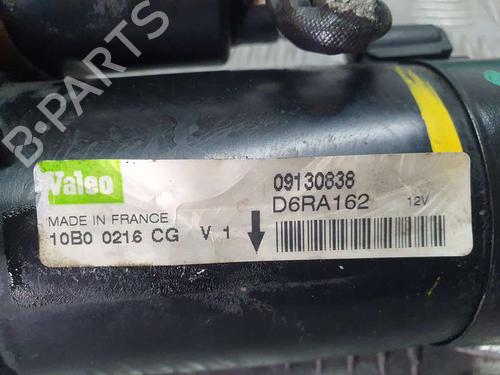 B-PARTS
Valeo
09130838
D6RA162 12V
MADE IN FRANCE
10B0 0216 CG V 1